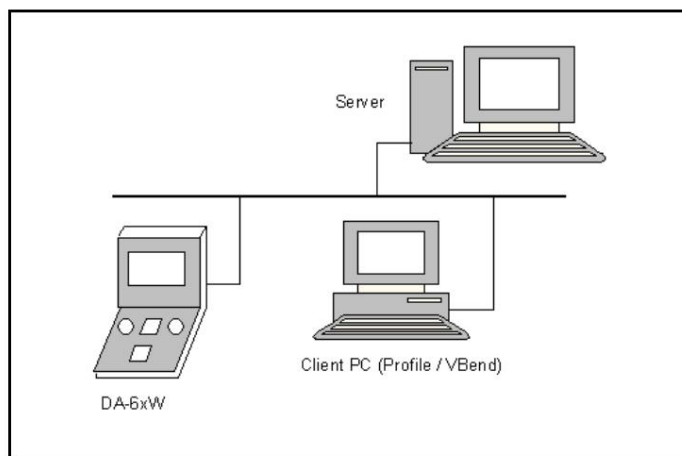 Server
Client PC (Profile / VBend)
DA-6xW